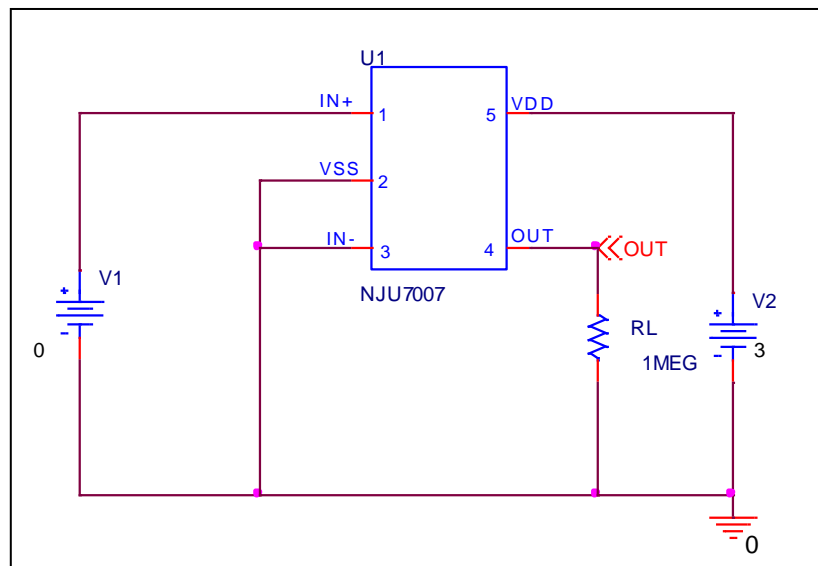 U1
IN+
1
5
VDD
VSS
2
IN-
3
4
OUT
OUT
NJU7007
V1
+
-
0
RL
1MEG
V2
+
-
3
0